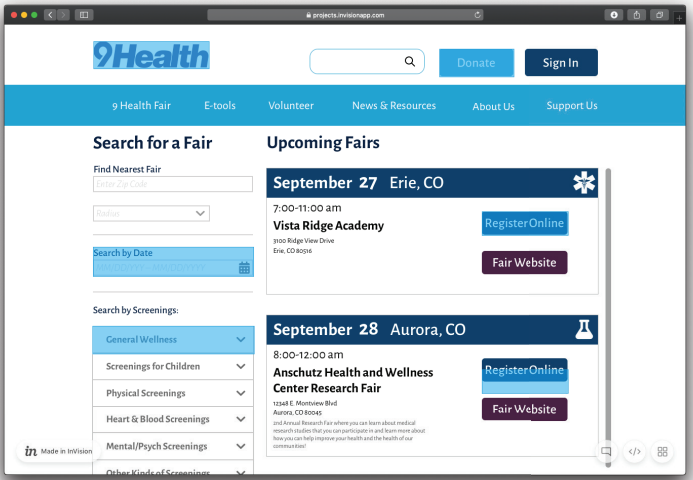 projects.invisionapp.com
9Health
Donate
Sign In
9 Health Fair
E-tools
Volunteer
News & Resources
About Us
Support Us
Search for a Fair
Find Nearest Fair
Enter Zip Code
Radius
Search by Date
MM/DD/YYYY - MM/DD/YYYY
Search by Screenings:
General Wellness
Screenings for Children
Physical Screenings
Heart & Blood Screenings
Mental/Psych Screenings
Other Kinds of Screenings
Upcoming Fairs
September 27 Erie, CO
7:00-11:00 am
Vista Ridge Academy
3100 Ridge View Drive
Erie, CO 80516
Register Online
Fair Website
September 28 Aurora, CO
8:00-12:00 am
Anschutz Health and Wellness
Center Research Fair
12348 E. Montview Blvd
Aurora, CO 80045
2nd Annual Research Fair where you can learn about medical
research studies that you can participate in and learn more about
how you can help improve your health and the health of our
communities!
Register Online
Fair Website
in Made in InVision